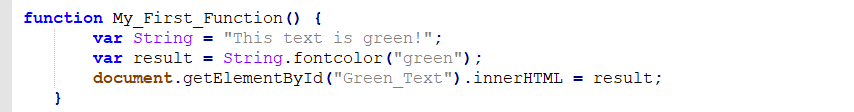 function My_First_Function() {
var String = "This text is green!";
var result = String.fontcolor("green");
document.getElementById("Green_Text").innerHTML = result;
}